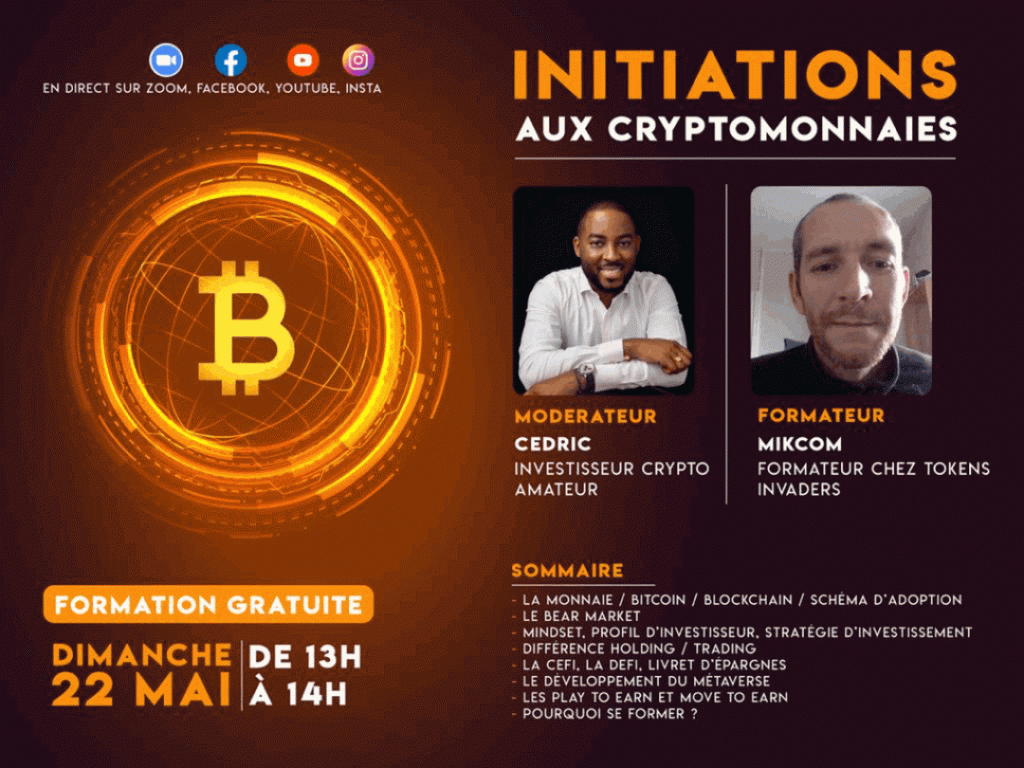 EN DIRECT SUR ZOOM, FACEBOOK, YOUTUBE, INSTA
INITIATIONS
AUX CRYPTOMONNAIES
MODERATEUR
CEDRIC
INVESTISSEUR CRYPTO
AMATEUR
FORMATEUR
MIKCOM
FORMATEUR CHEZ TOKENS
INVADERS
FORMATION GRATUITE
DIMANCHE
22 MAI
DE 13H
À 14H
SOMMAIRE
- LA MONNAIE / BITCOIN / BLOCKCHAIN / SCHÉMA D'ADOPTION
- LE BEAR MARKET
- MINDSET, PROFIL D'INVESTISSEUR, STRATÉGIE D'INVESTISSEMENT
- DIFFÉRENCE HOLDING / TRADING
- LA CEFI, LA DEFI, LIVRET D'ÉPARGNES
- LE DÉVELOPPEMENT DU MÉTAVERSE
- LES PLAY TO EARN ET MOVE TO EARN
- POURQUOI SE FORMER ?